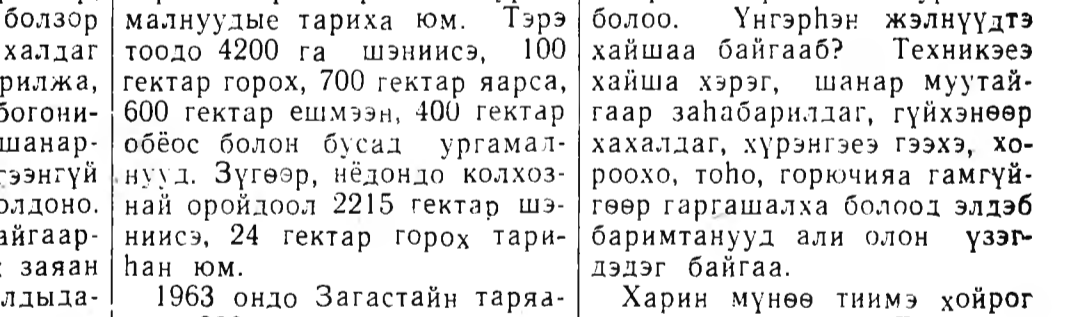 болзор
халдаг
рилжа,
богони-
шанар-
гээнгүй
олдоно.
айгаар-
заяан
лдыда-
малнуудые тариха юм. Тэрэ
тоодо 4200 га шэниисэ, 100
гектар горох, 700 гектар яарса,
600 гектар ешмээн, 400 гектар
обёос болон бусад ургамал-
нууд. Зүгөөр, нёдондо колхоз-
най оройдоол 2215 гектар шэ-
ниисэ, 24 гектар горох тари-
һан юм.
1963 ондо Загастайн таряа-
болоо. Үнгэрһэн жэлнүүдтэ
хайшаа байгааб? Техникэеэ
хайша хэрэг, шанар муутай-
гаар заһабарилдаг, гүйхэнөөр
хахалдаг, хүрэнгэеэ гээхэ, хо-
роохо, тоһо, горючияа гамгүй-
гөөр гаргашалха болоод элдэб
баримтанууд али олон үзэг-
дэдэг байгаа.
Харин мүнөө тиимэ хойрог